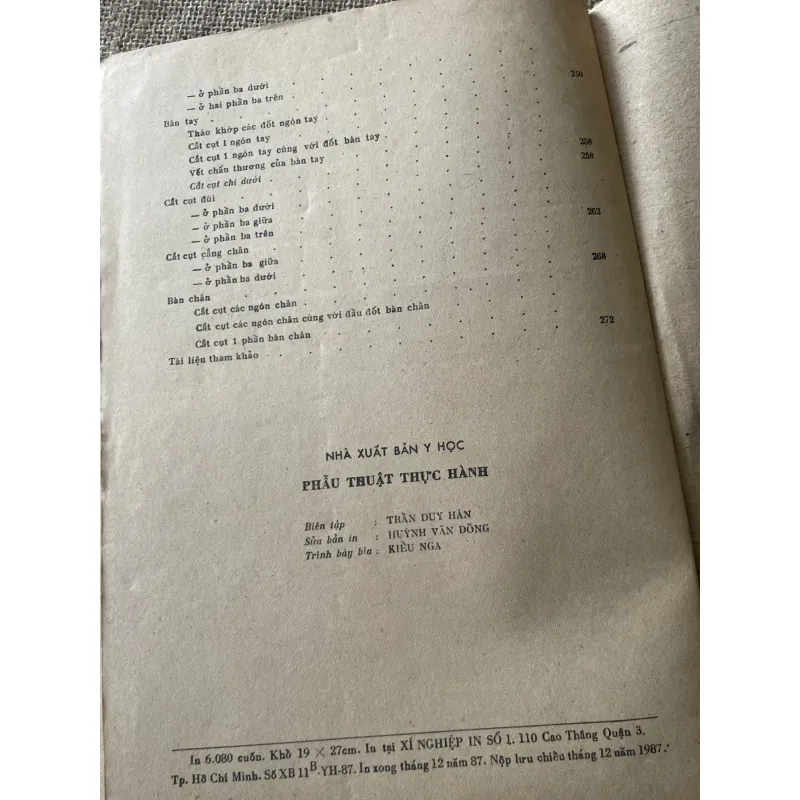 — ở phần ba dưới . . . . . . . . 250
— ở hai phần ba trên . . . . . . . .
Bàn tay . . . . . . . .
Tháo khớp các đốt ngón tay . . . . . . . .
Cắt cụt 1 ngón tay . . . . . . . .
Cắt cụt 1 ngón tay cùng với đốt bàn tay . . . . . . . . 258
Vết chấn thương của bàn tay . . . . . . . . 258
Cắt cụt chi dưới . . . . . . . .
Cắt cụt đùi . . . . . . . .
— ở phần ba dưới . . . . . . . . 262
— ở phần ba giữa . . . . . . . .
— ở phần ba trên . . . . . . . .
Cắt cụt cẳng chân . . . . . . . .
— ở phần ba giữa . . . . . . . . 268
— ở phần ba dưới . . . . . . . .
Bàn chân . . . . . . . .
Cắt cụt các ngón chân . . . . . . . .
Cắt cụt các ngón chân cùng với đầu đốt bàn chân . . . . . . . .
Cắt cụt 1 phần bàn chân . . . . . . . . 272
Tài liệu tham khảo . . . . . . . .
NHÀ XUẤT BẢN Y HỌC
PHẪU THUẬT THỰC HÀNH
Biên tập : TRẦN DUY HÀN
Sửa bản in : HUỲNH VĂN ĐÔNG
Trình bày bìa : KIỀU NGA
In 6.080 cuốn. Khổ 19 × 27cm. In tại XÍ NGHIỆP IN SỐ 1. 110 Cao Thắng Quận 3.
Tp. Hồ Chí Minh. Số XB 11B-YH-87. In xong tháng 12 năm 87. Nộp lưu chiểu tháng 12 năm 1987.